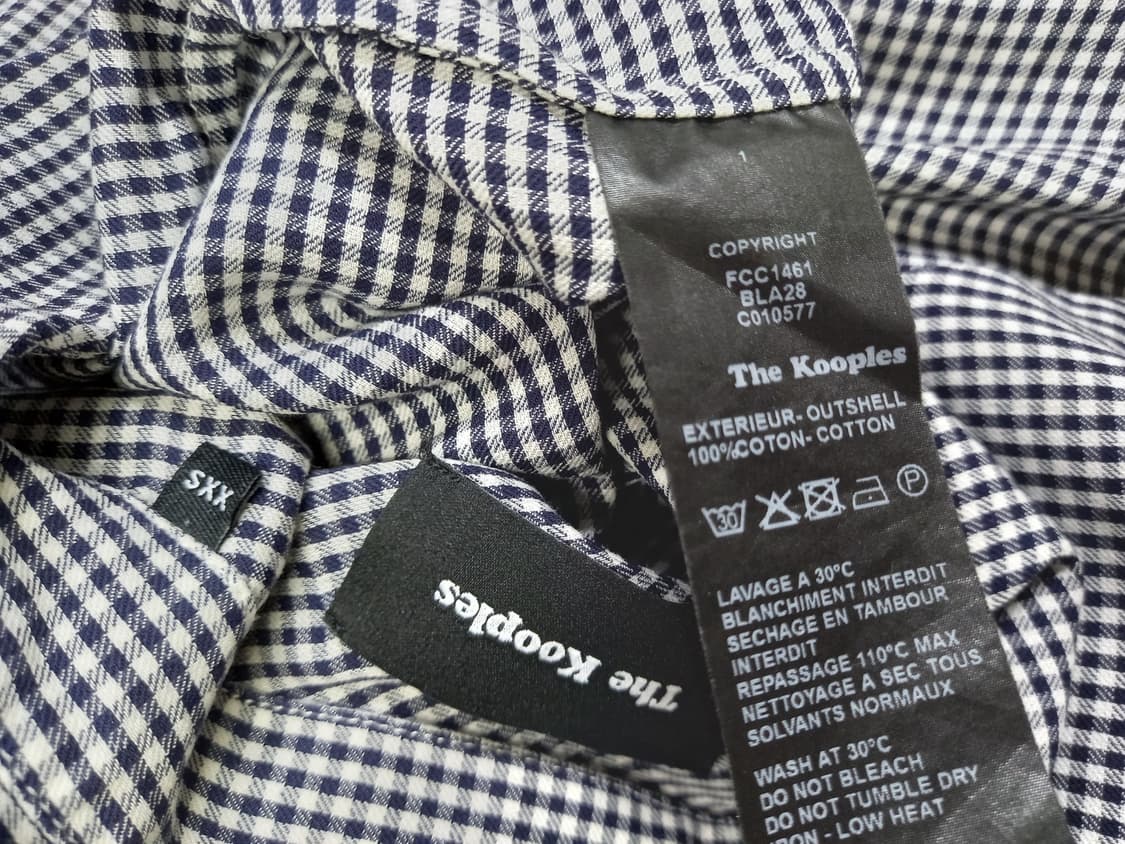 1
COPYRIGHT
FCC1461
BLA28
C010577
The Kooples
EXTERIEUR- OUTSHELL
100%COTON- COTTON
30
P
LAVAGE A 30°C
BLANCHIMENT INTERDIT
SECHAGE EN TAMBOUR
INTERDIT
REPASSAGE 110°C MAX
NETTOYAGE A SEC TOUS
SOLVANTS NORMAUX
WASH AT 30°C
DO NOT BLEACH
DO NOT TUMBLE DRY
IRON - LOW HEAT
XXS
The Kooples